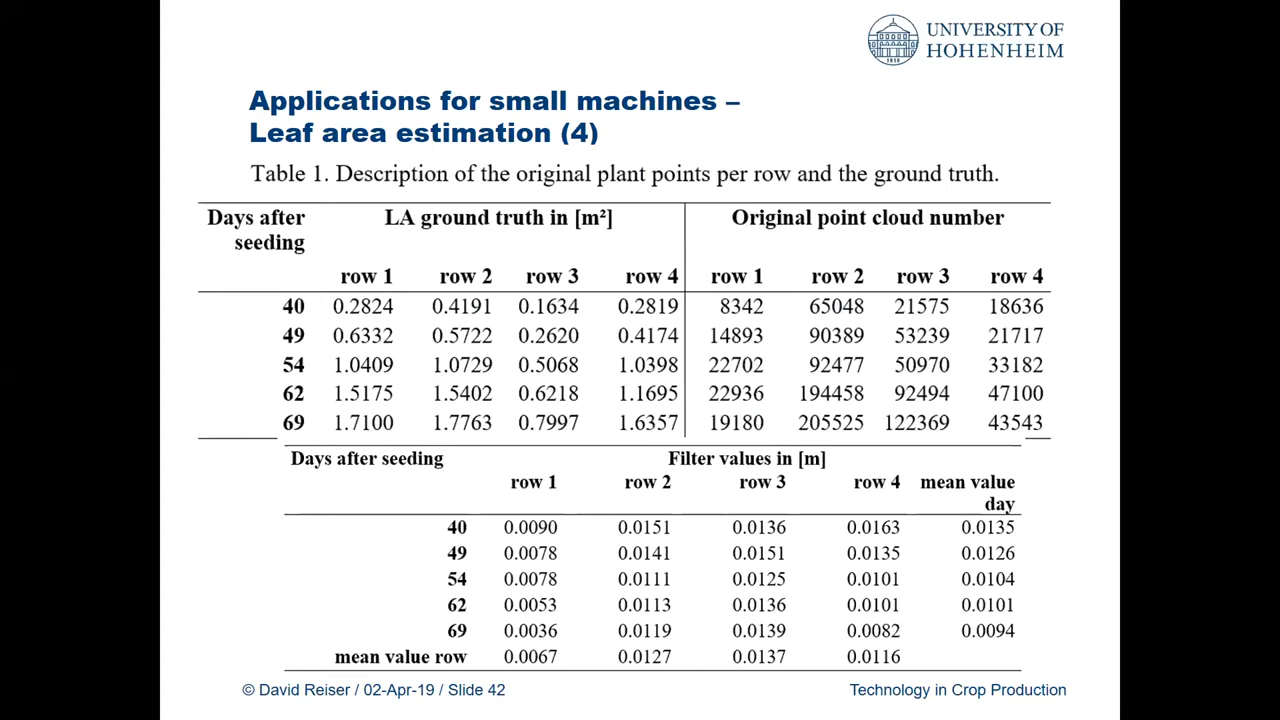 UNIVERSITY OF
HOHENHEIM
1818
Applications for small machines –
Leaf area estimation (4)
Table 1. Description of the original plant points per row and the ground truth.
Days after seeding LA ground truth in [m²] Original point cloud number
row 1 row 2 row 3 row 4 row 1 row 2 row 3 row 4
40 0.2824 0.4191 0.1634 0.2819 8342 65048 21575 18636
49 0.6332 0.5722 0.2620 0.4174 14893 90389 53239 21717
54 1.0409 1.0729 0.5068 1.0398 22702 92477 50970 33182
62 1.5175 1.5402 0.6218 1.1695 22936 194458 92494 47100
69 1.7100 1.7763 0.7997 1.6357 19180 205525 122369 43543
Days after seeding Filter values in [m]
row 1 row 2 row 3 row 4 mean value day
40 0.0090 0.0151 0.0136 0.0163 0.0135
49 0.0078 0.0141 0.0151 0.0135 0.0126
54 0.0078 0.0111 0.0125 0.0101 0.0104
62 0.0053 0.0113 0.0136 0.0101 0.0101
69 0.0036 0.0119 0.0139 0.0082 0.0094
mean value row 0.0067 0.0127 0.0137 0.0116
© David Reiser / 02-Apr-19 / Slide 42 Technology in Crop Production